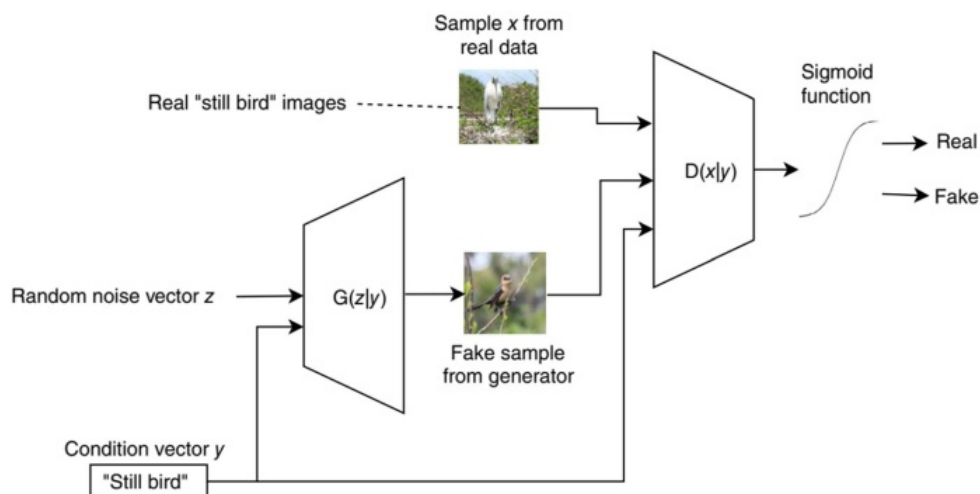 Sample x from
real data
Real "still bird" images
Sigmoid
function
D(x|y)
Real
Fake
Random noise vector z
G(z|y)
Fake sample
from generator
Condition vector y
"Still bird"